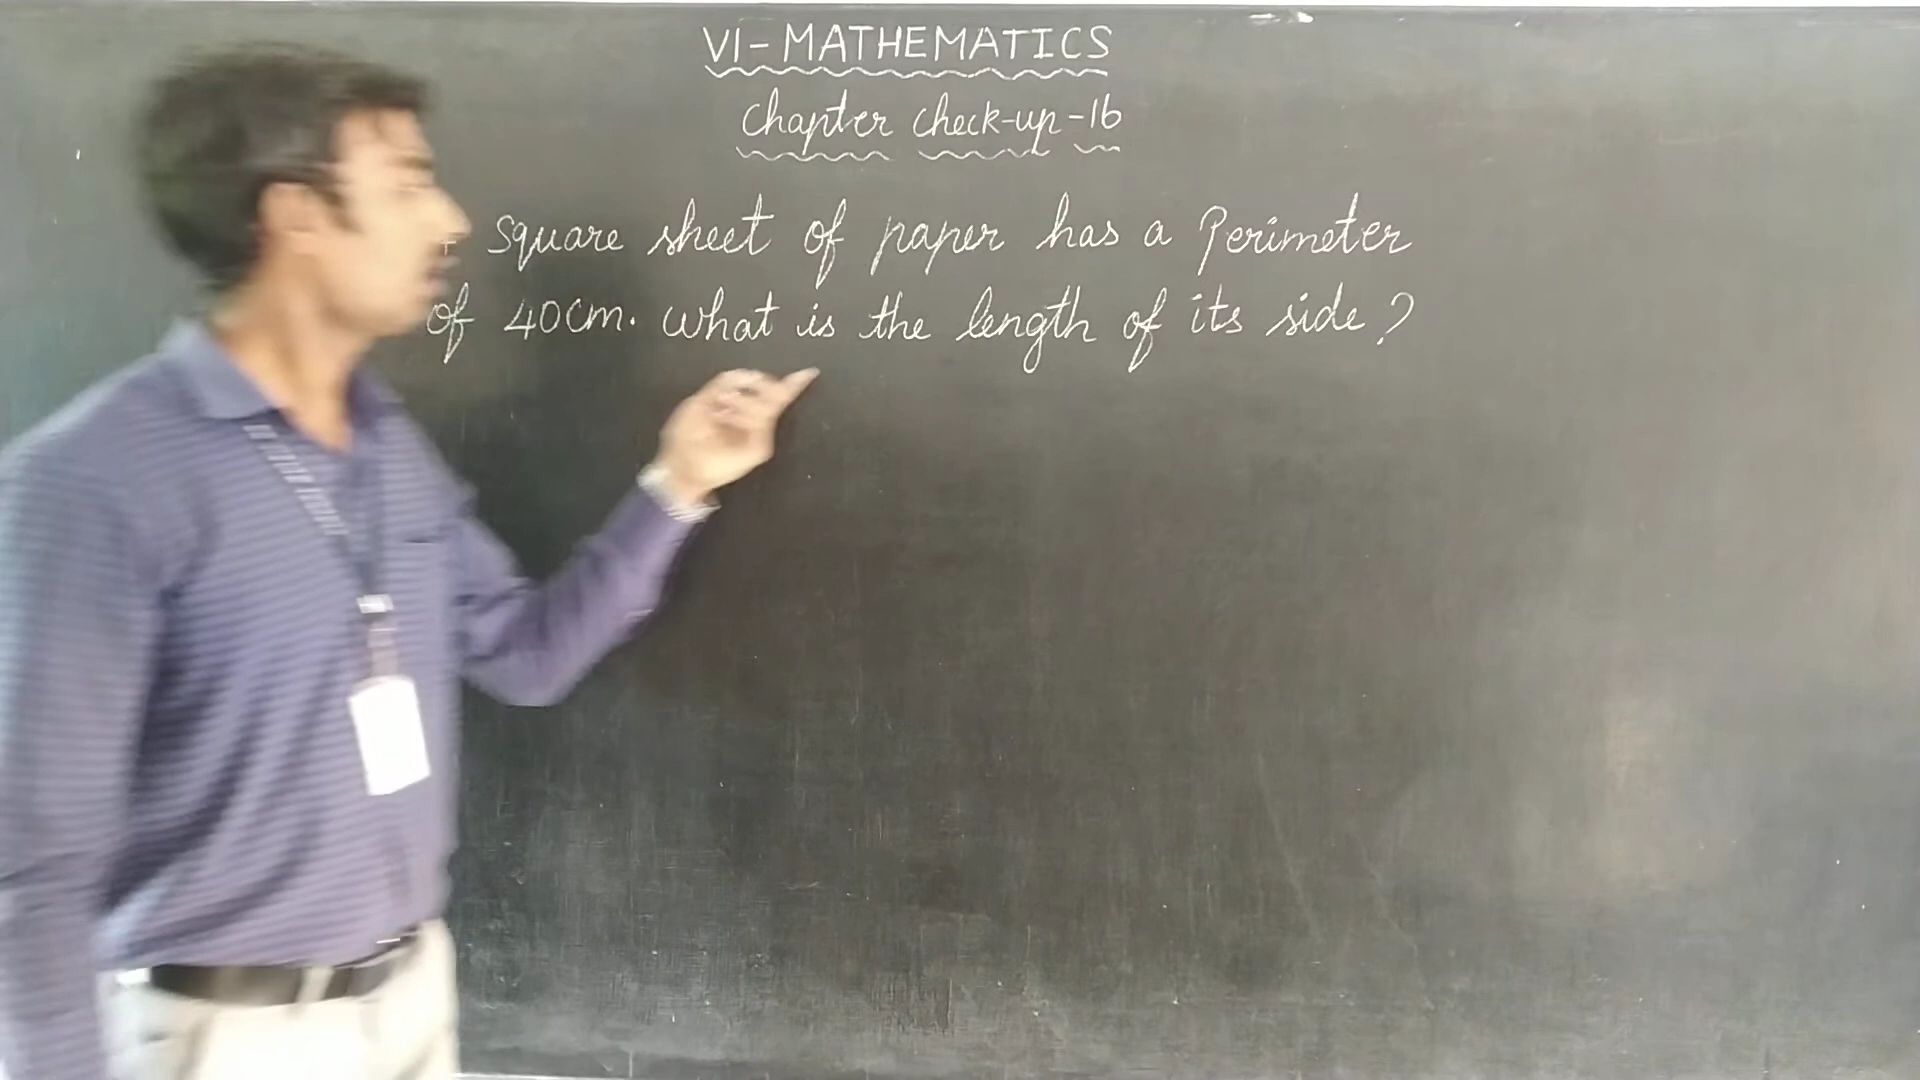 VI-MATHEMATICS
Chapter check-up-16
square sheet of paper has a Perimeter
of 40cm. what is the length of its side?